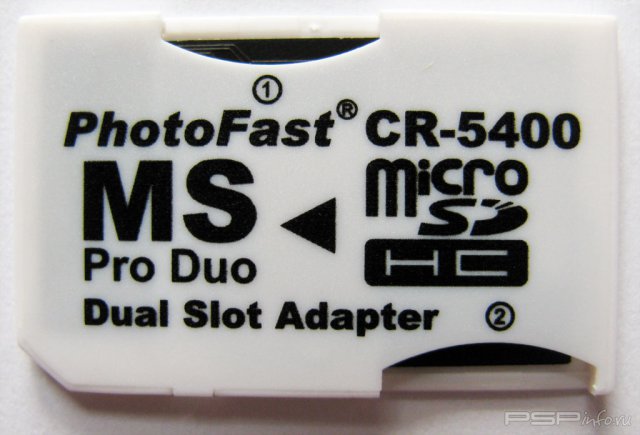 ①
PhotoFast® CR-5400
MS
Pro Duo
micro
SD
HC
Dual Slot Adapter
②
PSPinfo.ru